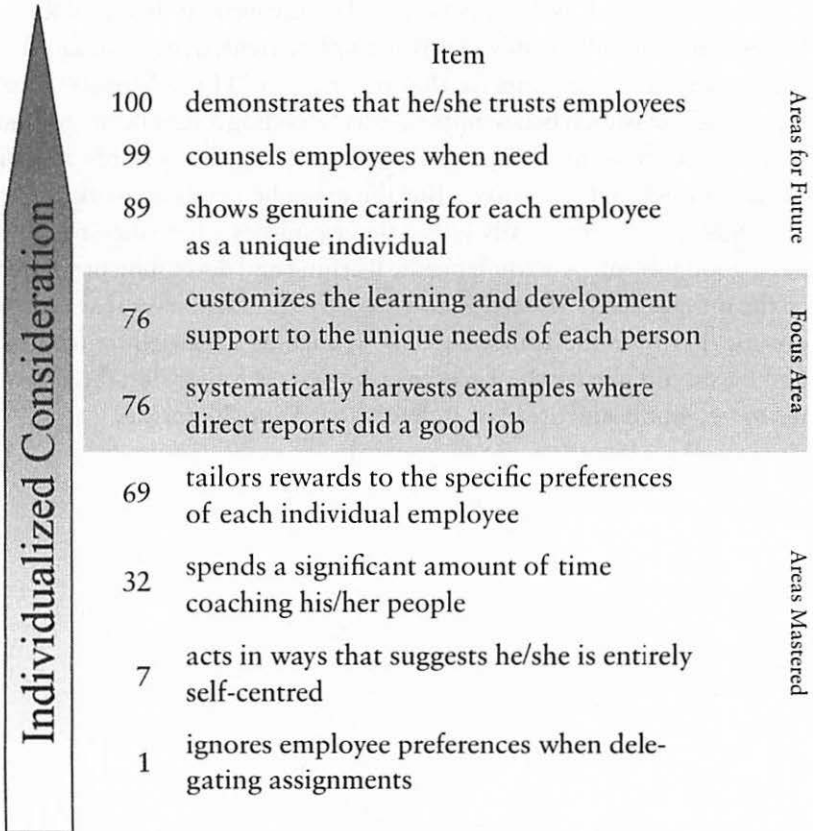 Individualized Consideration
Item
100 demonstrates that he/she trusts employees
99 counsels employees when need
89 shows genuine caring for each employee
as a unique individual
Areas for Future
76 customizes the learning and development
support to the unique needs of each person
76 systematically harvests examples where
direct reports did a good job
Focus Area
69 tailors rewards to the specific preferences
of each individual employee
32 spends a significant amount of time
coaching his/her people
7 acts in ways that suggests he/she is entirely
self-centred
1 ignores employee preferences when dele-
gating assignments
Areas Mastered